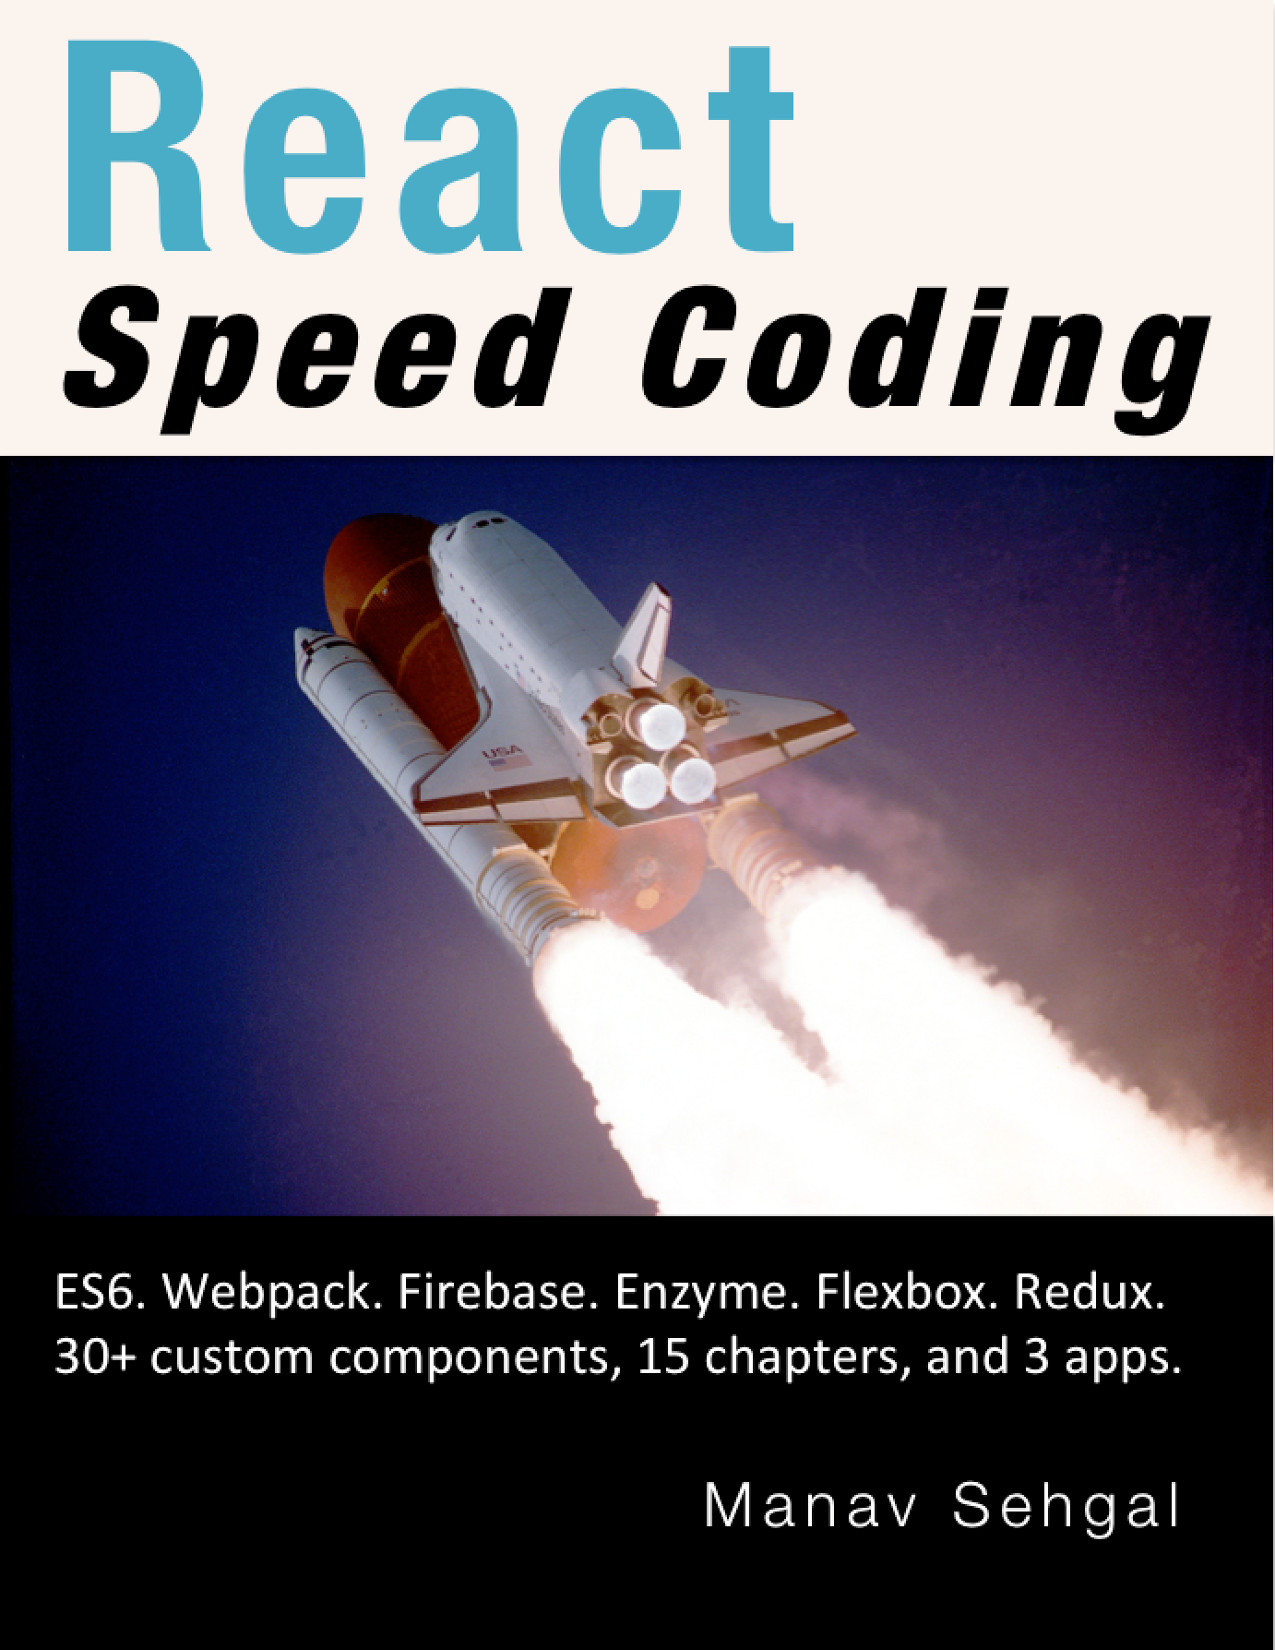 React
Speed Coding
USA
ES6. Webpack. Firebase. Enzyme. Flexbox. Redux.
30+ custom components, 15 chapters, and 3 apps.
Manav Sehgal